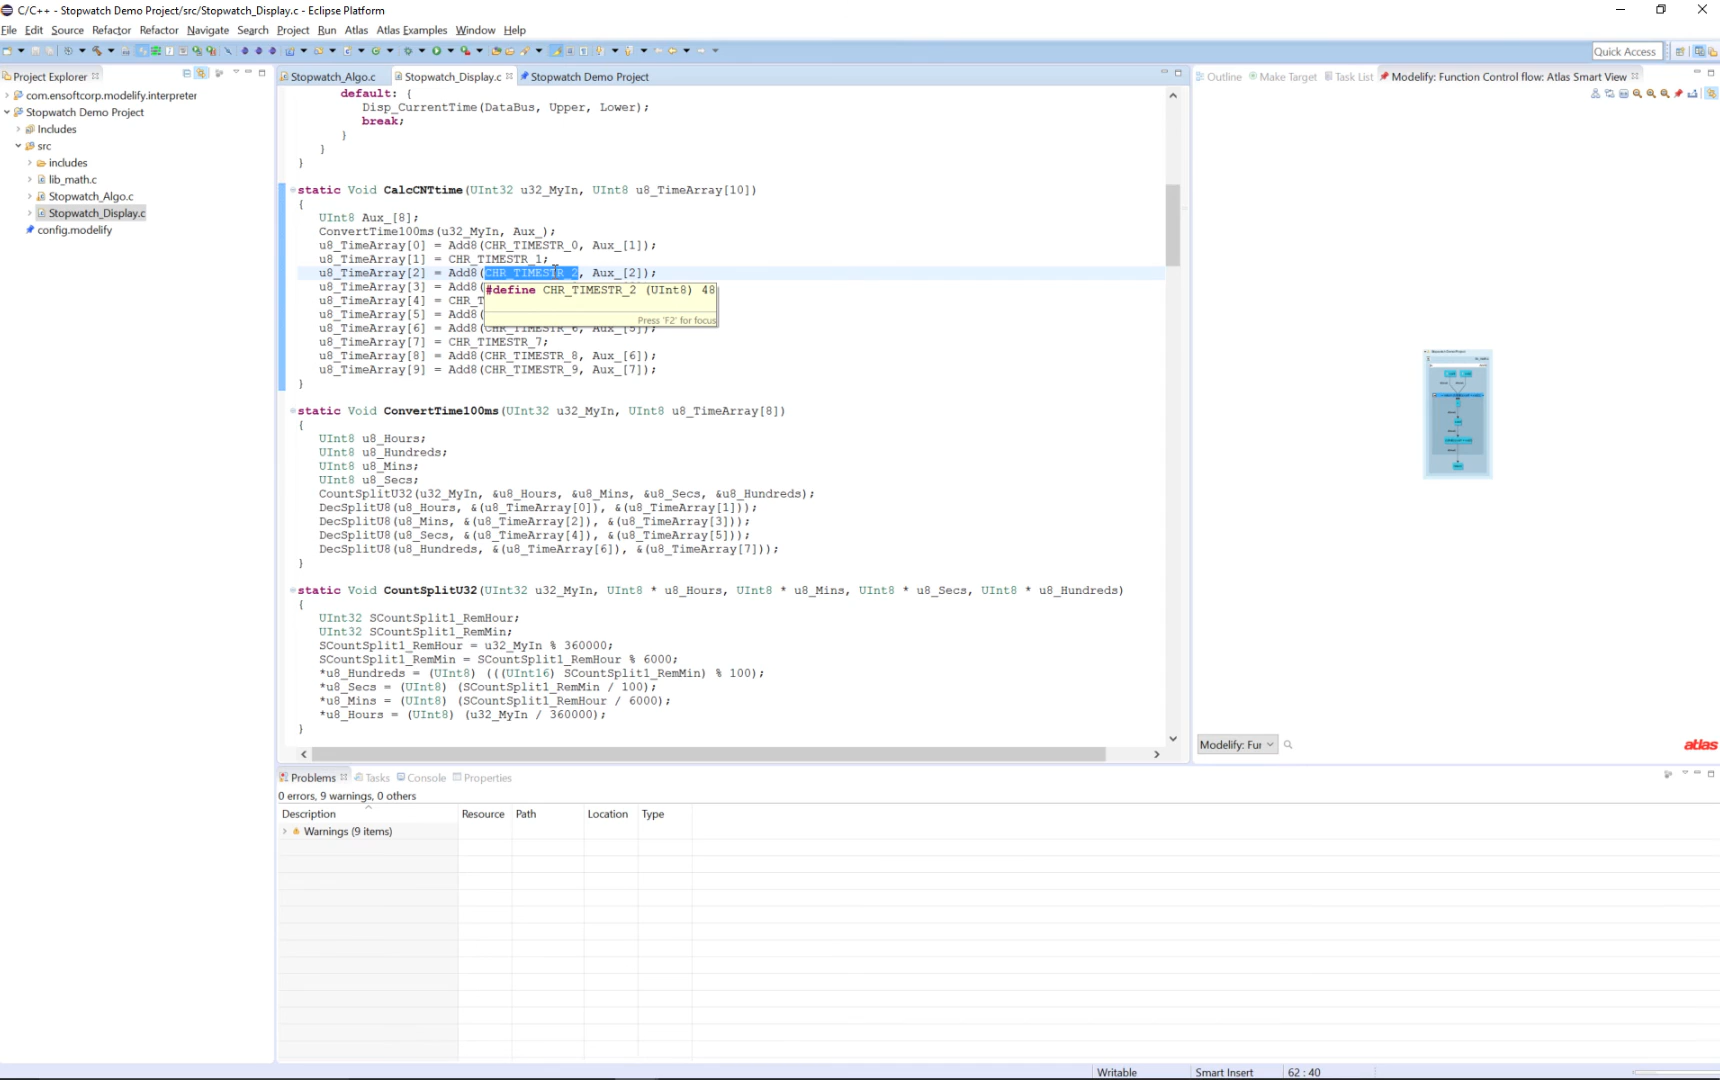 C/C++ - Stopwatch Demo Project/src/Stopwatch_Display.c - Eclipse Platform
File Edit Source Refactor Refactor Navigate Search Project Run Atlas Atlas Examples Window Help
Quick Access
Project Explorer
com.ensoftcorp.modelify.interpreter
Stopwatch Demo Project
Includes
src
includes
lib_math.c
Stopwatch_Algo.c
Stopwatch_Display.c
config.modelify
Stopwatch_Algo.c Stopwatch_Display.c Stopwatch Demo Project
default: {
Disp_CurrentTime(DataBus, Upper, Lower);
break;
}
}
}
static Void CalcCNTtime(UInt32 u32_MyIn, UInt8 u8_TimeArray[10])
{
UInt8 Aux_[8];
ConvertTime100ms(u32_MyIn, Aux_);
u8_TimeArray[0] = Add8(CHR_TIMESTR_0, Aux_[1]);
u8_TimeArray[1] = CHR_TIMESTR_1;
u8_TimeArray[2] = Add8(CHR_TIMESTR_2, Aux_[2]);
u8_TimeArray[3] = Add8(
u8_TimeArray[4] = CHR_T
u8_TimeArray[5] = Add8(
u8_TimeArray[6] = Add8(CHR_TIMESTR_6, Aux_[5]);
u8_TimeArray[7] = CHR_TIMESTR_7;
u8_TimeArray[8] = Add8(CHR_TIMESTR_8, Aux_[6]);
u8_TimeArray[9] = Add8(CHR_TIMESTR_9, Aux_[7]);
}
#define CHR_TIMESTR_2 (UInt8) 48
Press 'F2' for focus
static Void ConvertTime100ms(UInt32 u32_MyIn, UInt8 u8_TimeArray[8])
{
UInt8 u8_Hours;
UInt8 u8_Hundreds;
UInt8 u8_Mins;
UInt8 u8_Secs;
CountSplitU32(u32_MyIn, &u8_Hours, &u8_Mins, &u8_Secs, &u8_Hundreds);
DecSplitU8(u8_Hours, &(u8_TimeArray[0]), &(u8_TimeArray[1]));
DecSplitU8(u8_Mins, &(u8_TimeArray[2]), &(u8_TimeArray[3]));
DecSplitU8(u8_Secs, &(u8_TimeArray[4]), &(u8_TimeArray[5]));
DecSplitU8(u8_Hundreds, &(u8_TimeArray[6]), &(u8_TimeArray[7]));
}
static Void CountSplitU32(UInt32 u32_MyIn, UInt8 * u8_Hours, UInt8 * u8_Mins, UInt8 * u8_Secs, UInt8 * u8_Hundreds)
{
UInt32 SCountSplit1_RemHour;
UInt32 SCountSplit1_RemMin;
SCountSplit1_RemHour = u32_MyIn % 360000;
SCountSplit1_RemMin = SCountSplit1_RemHour % 6000;
*u8_Hundreds = (UInt8) (((UInt16) SCountSplit1_RemMin) % 100);
*u8_Secs = (UInt8) (SCountSplit1_RemMin / 100);
*u8_Mins = (UInt8) (SCountSplit1_RemHour / 6000);
*u8_Hours = (UInt8) (u32_MyIn / 360000);
}
Outline Make Target Task List Modelify: Function Control flow: Atlas Smart View
Modelify: Fur
atlas
Problems Tasks Console Properties
0 errors, 9 warnings, 0 others
Description Resource Path Location Type
Warnings (9 items)
Writable Smart Insert 62 : 40